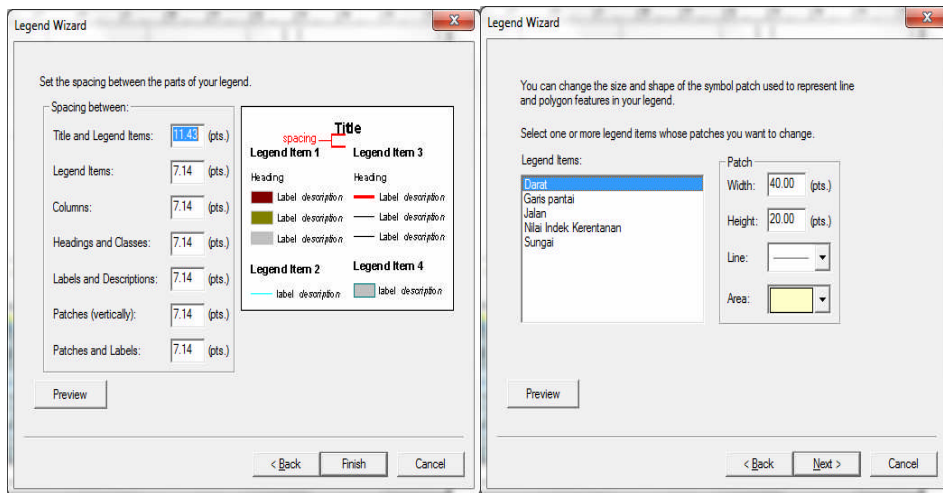 Legend Wizard
Set the spacing between the parts of your legend.
Spacing between:
Title and Legend Items: 11.43 (pts.)
Legend Items: 7.14 (pts.)
Columns: 7.14 (pts.)
Headings and Classes: 7.14 (pts.)
Labels and Descriptions: 7.14 (pts.)
Patches (vertically): 7.14 (pts.)
Patches and Labels: 7.14 (pts.)
Title
spacing
Legend Item 1 Legend Item 3
Heading Heading
Label description Label description
Label description Label description
Label description Label description
Legend Item 2 Legend Item 4
label description label description
Preview
< Back Finish Cancel
Legend Wizard
You can change the size and shape of the symbol patch used to represent line
and polygon features in your legend.
Select one or more legend items whose patches you want to change.
Legend Items:
Darat
Garis pantai
Jalan
Nilai Indek Kerentanan
Sungai
Patch
Width: 40.00 (pts.)
Height: 20.00 (pts.)
Line:
Area:
Preview
< Back Next > Cancel